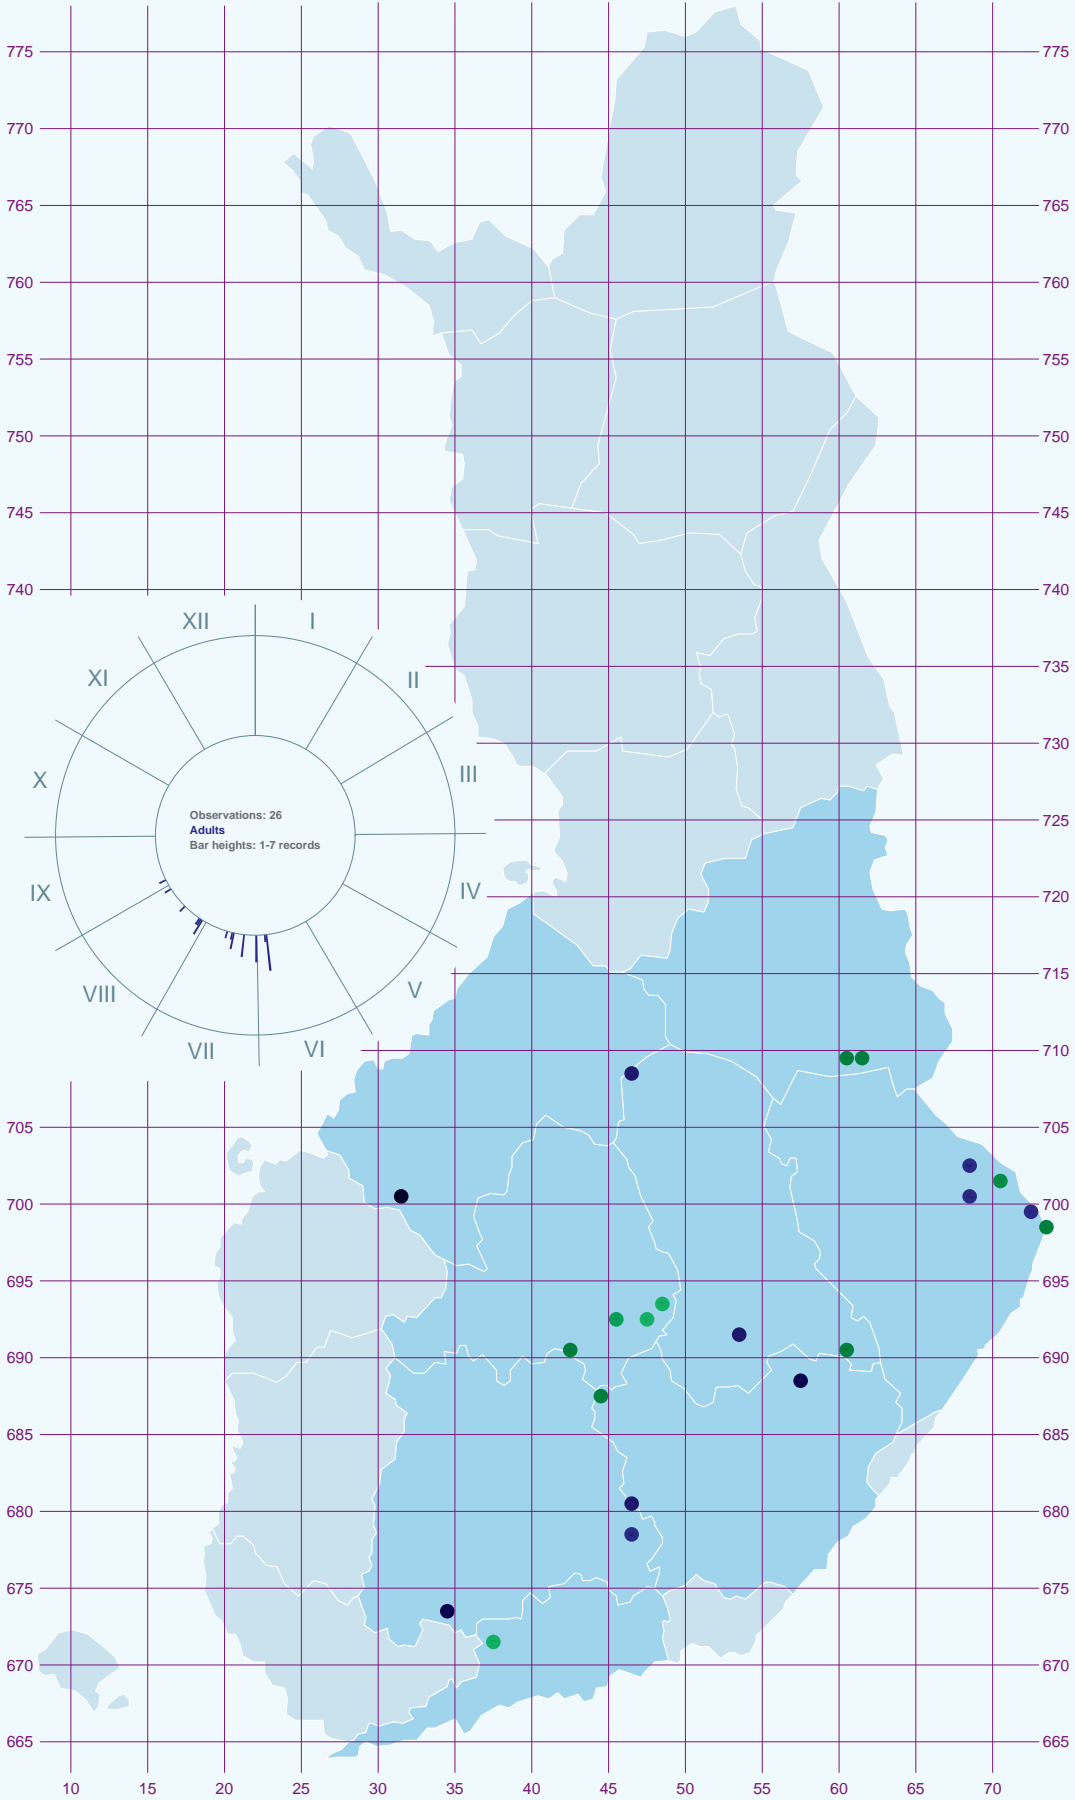 775 775
770 770
765 765
760 760
755 755
750 750
745 745
740 740
XII I
XI II
735
730
X III
725
Observations: 26
Adults
Bar heights: 1-7 records
IX IV
720
715
VIII V
VII VI
710
705 705
700 700
695 695
690 690
685 685
680 680
675 675
670 670
665 665
10 15 20 25 30 35 40 45 50 55 60 65 70